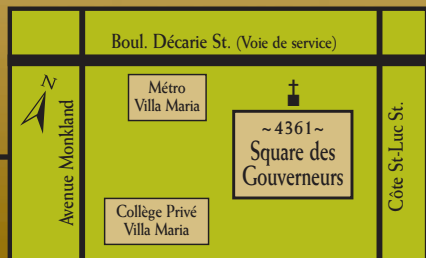 Boul. Décarie St. (Voie de service)
N
Avenue Monkland
Métro
Villa Maria
~4361~
Square des
Gouverneurs
Collège Privé
Villa Maria
Côte St-Luc St.